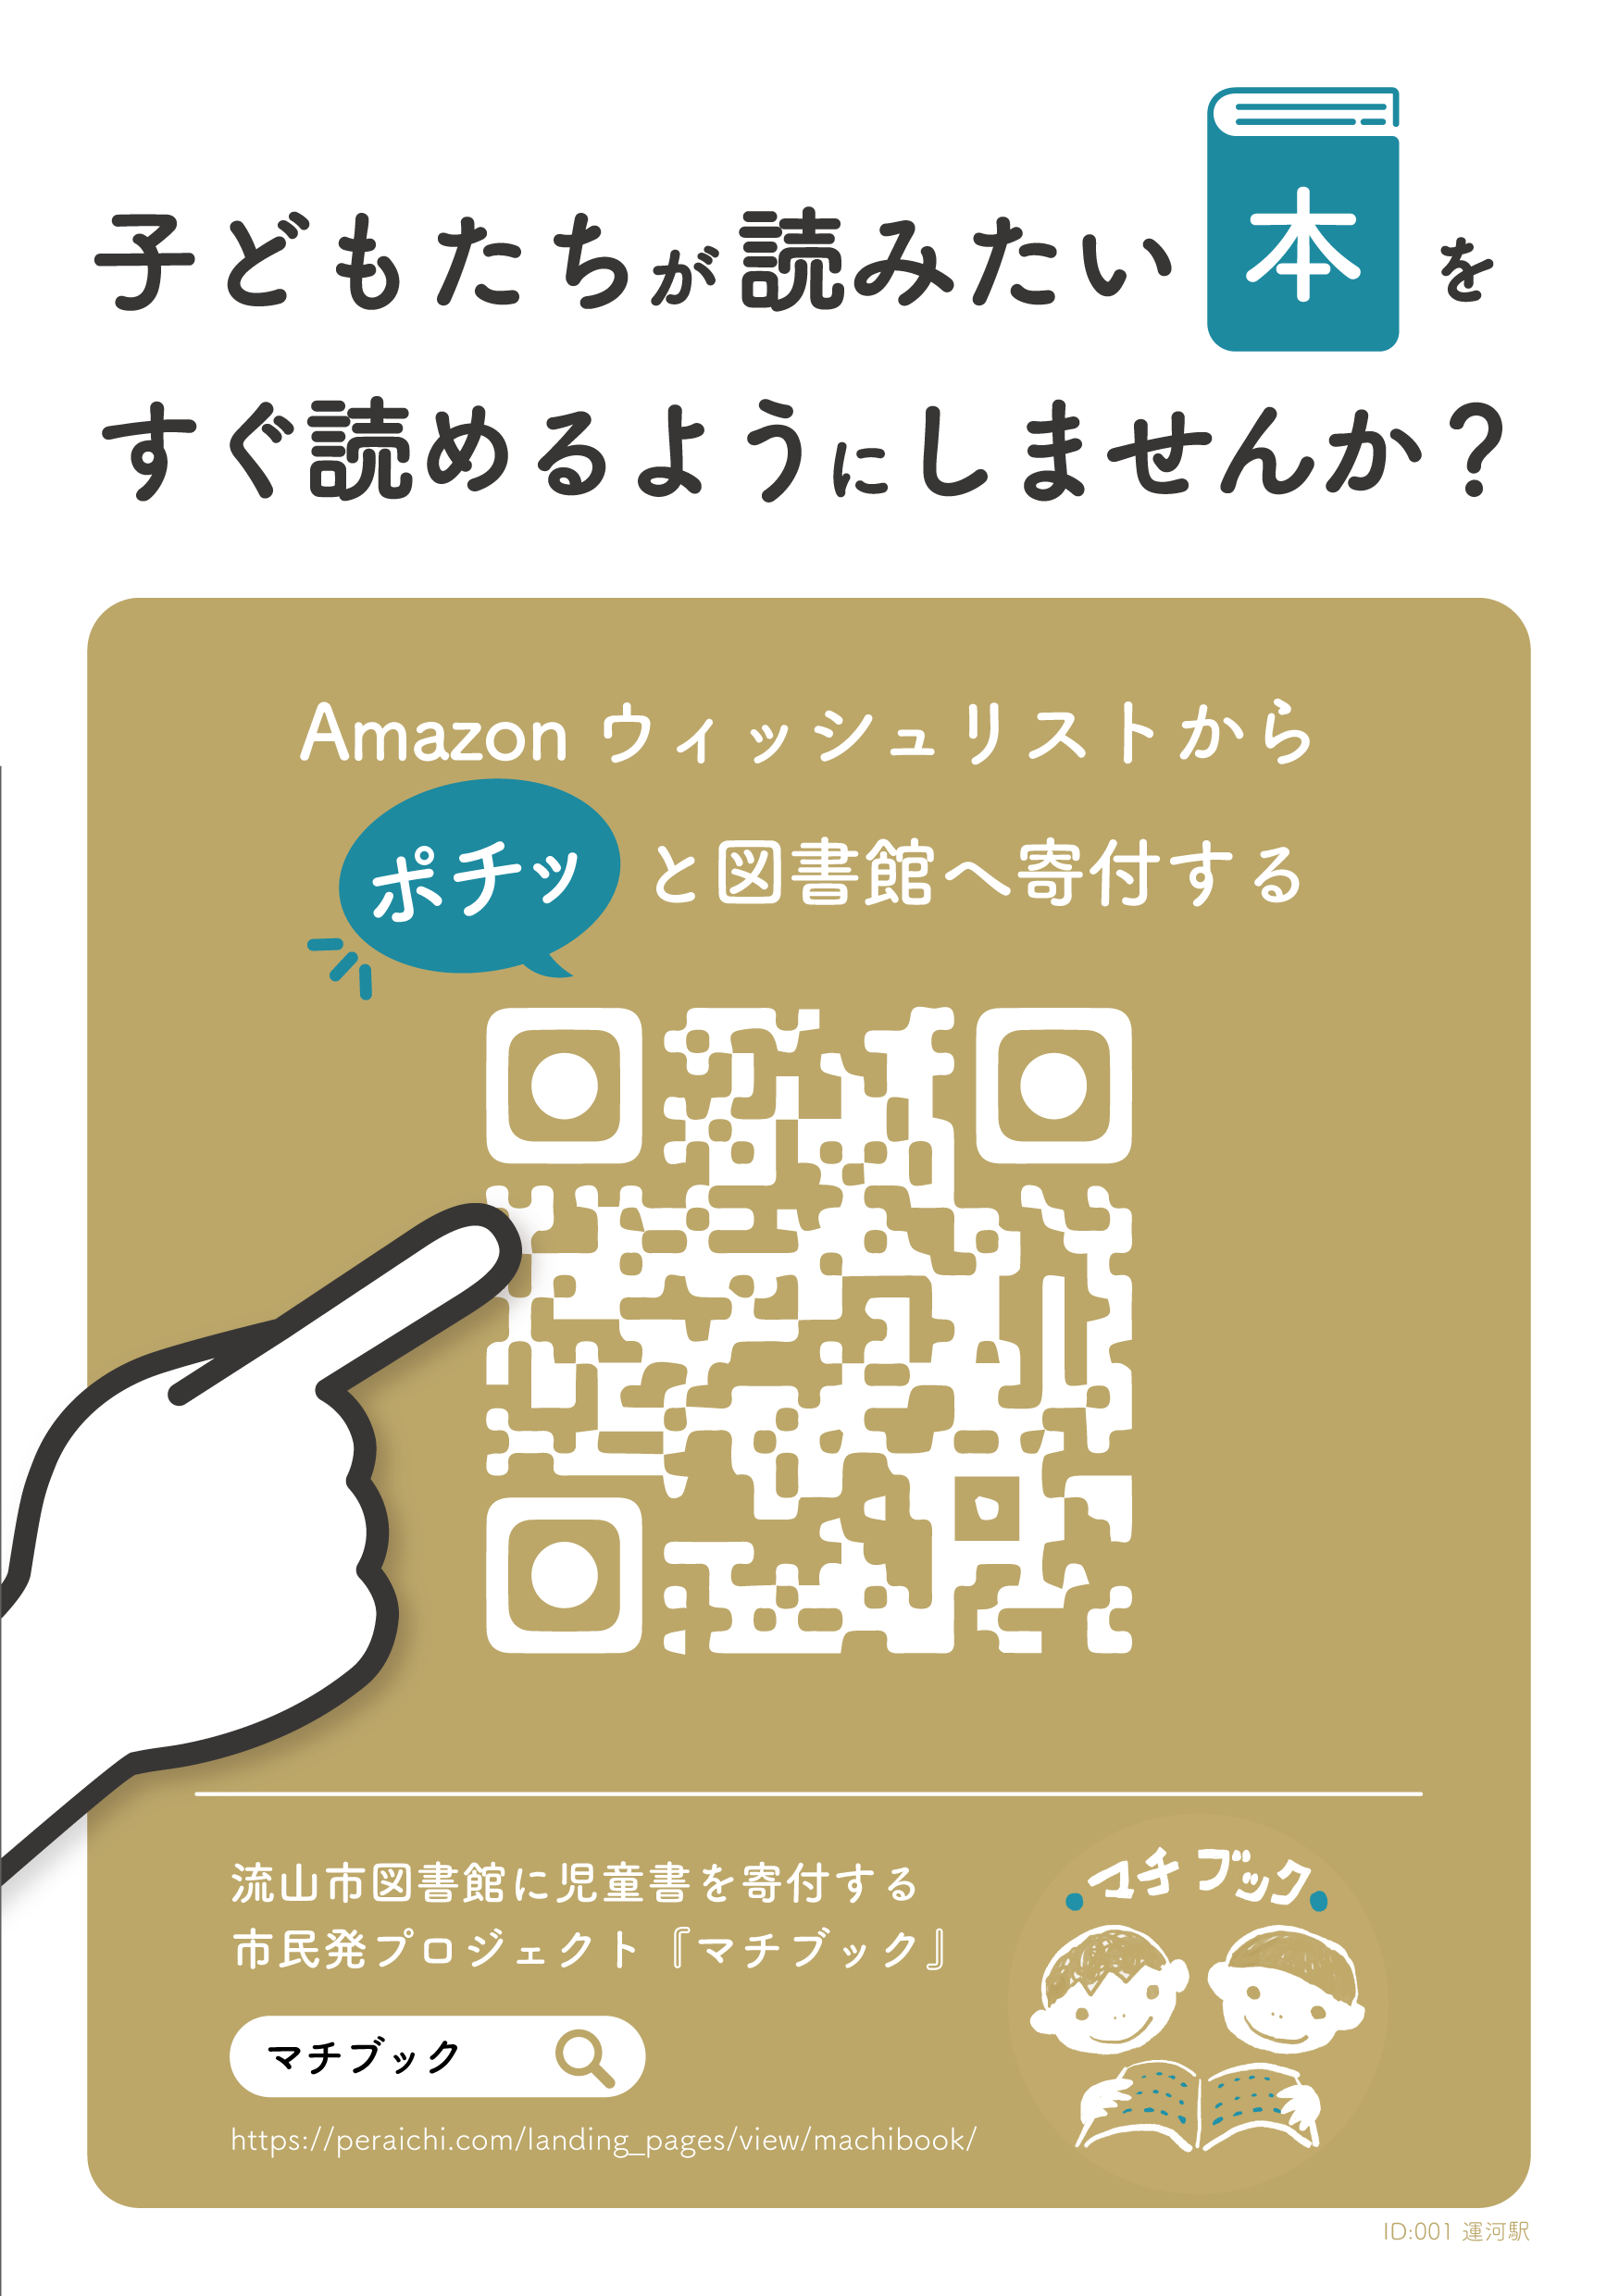 子どもたちが読みたい本を
すぐ読めるようにしませんか？
Amazon ウィッシュリストから
ポチッと図書館へ寄付する
流山市図書館に児童書を寄付する
市民発プロジェクト『マチブック』
マチブック
マチブック
https://peraichi.com/landing_pages/view/machibook/
ID:001 運河駅